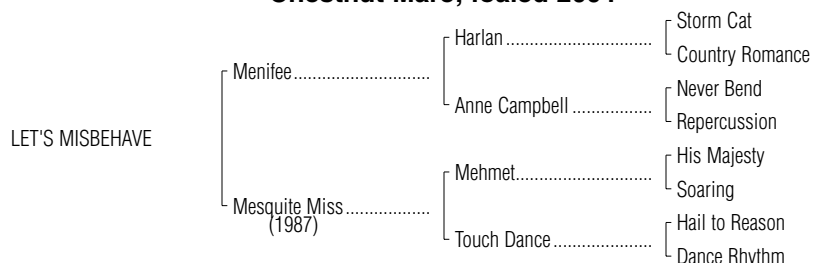 Storm Cat
Harlan
Country Romance
Menifee
Never Bend
Anne Campbell
Repercussion
LET'S MISBEHAVE
His Majesty
Mehmet
Soaring
Mesquite Miss
(1987)
Hail to Reason
Touch Dance
Dance Rhythm